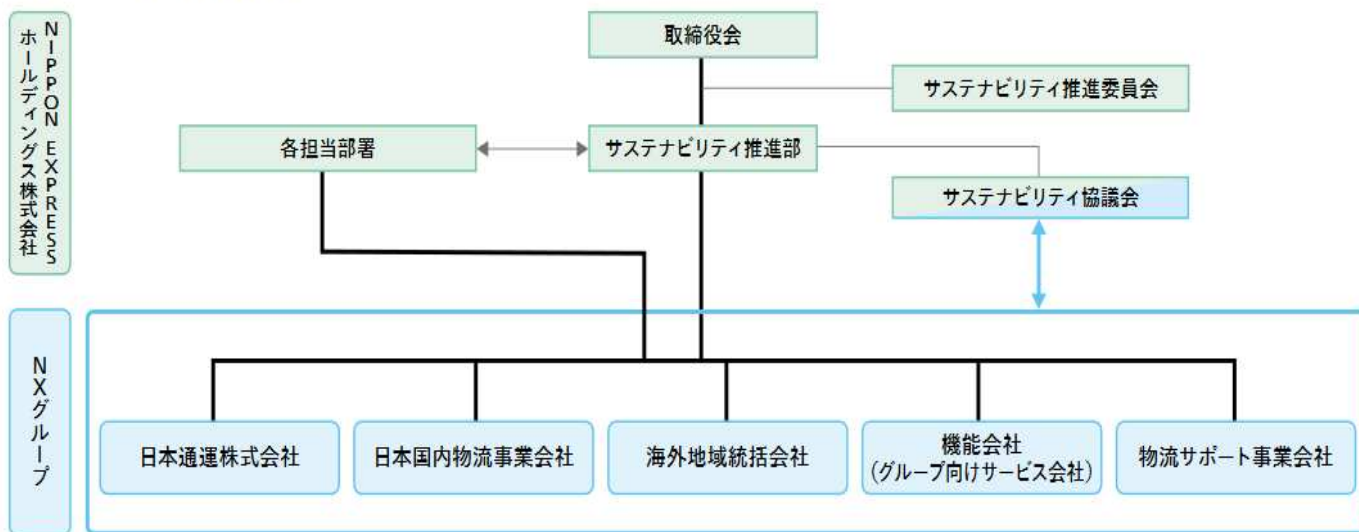 NIPPON EXPRESS
ホールディングス株式会社
取締役会
サステナビリティ推進委員会
各担当部署
サステナビリティ推進部
サステナビリティ協議会
NXグループ
日本通運株式会社
日本国内物流事業会社
海外地域統括会社
機能会社
(グループ向けサービス会社)
物流サポート事業会社